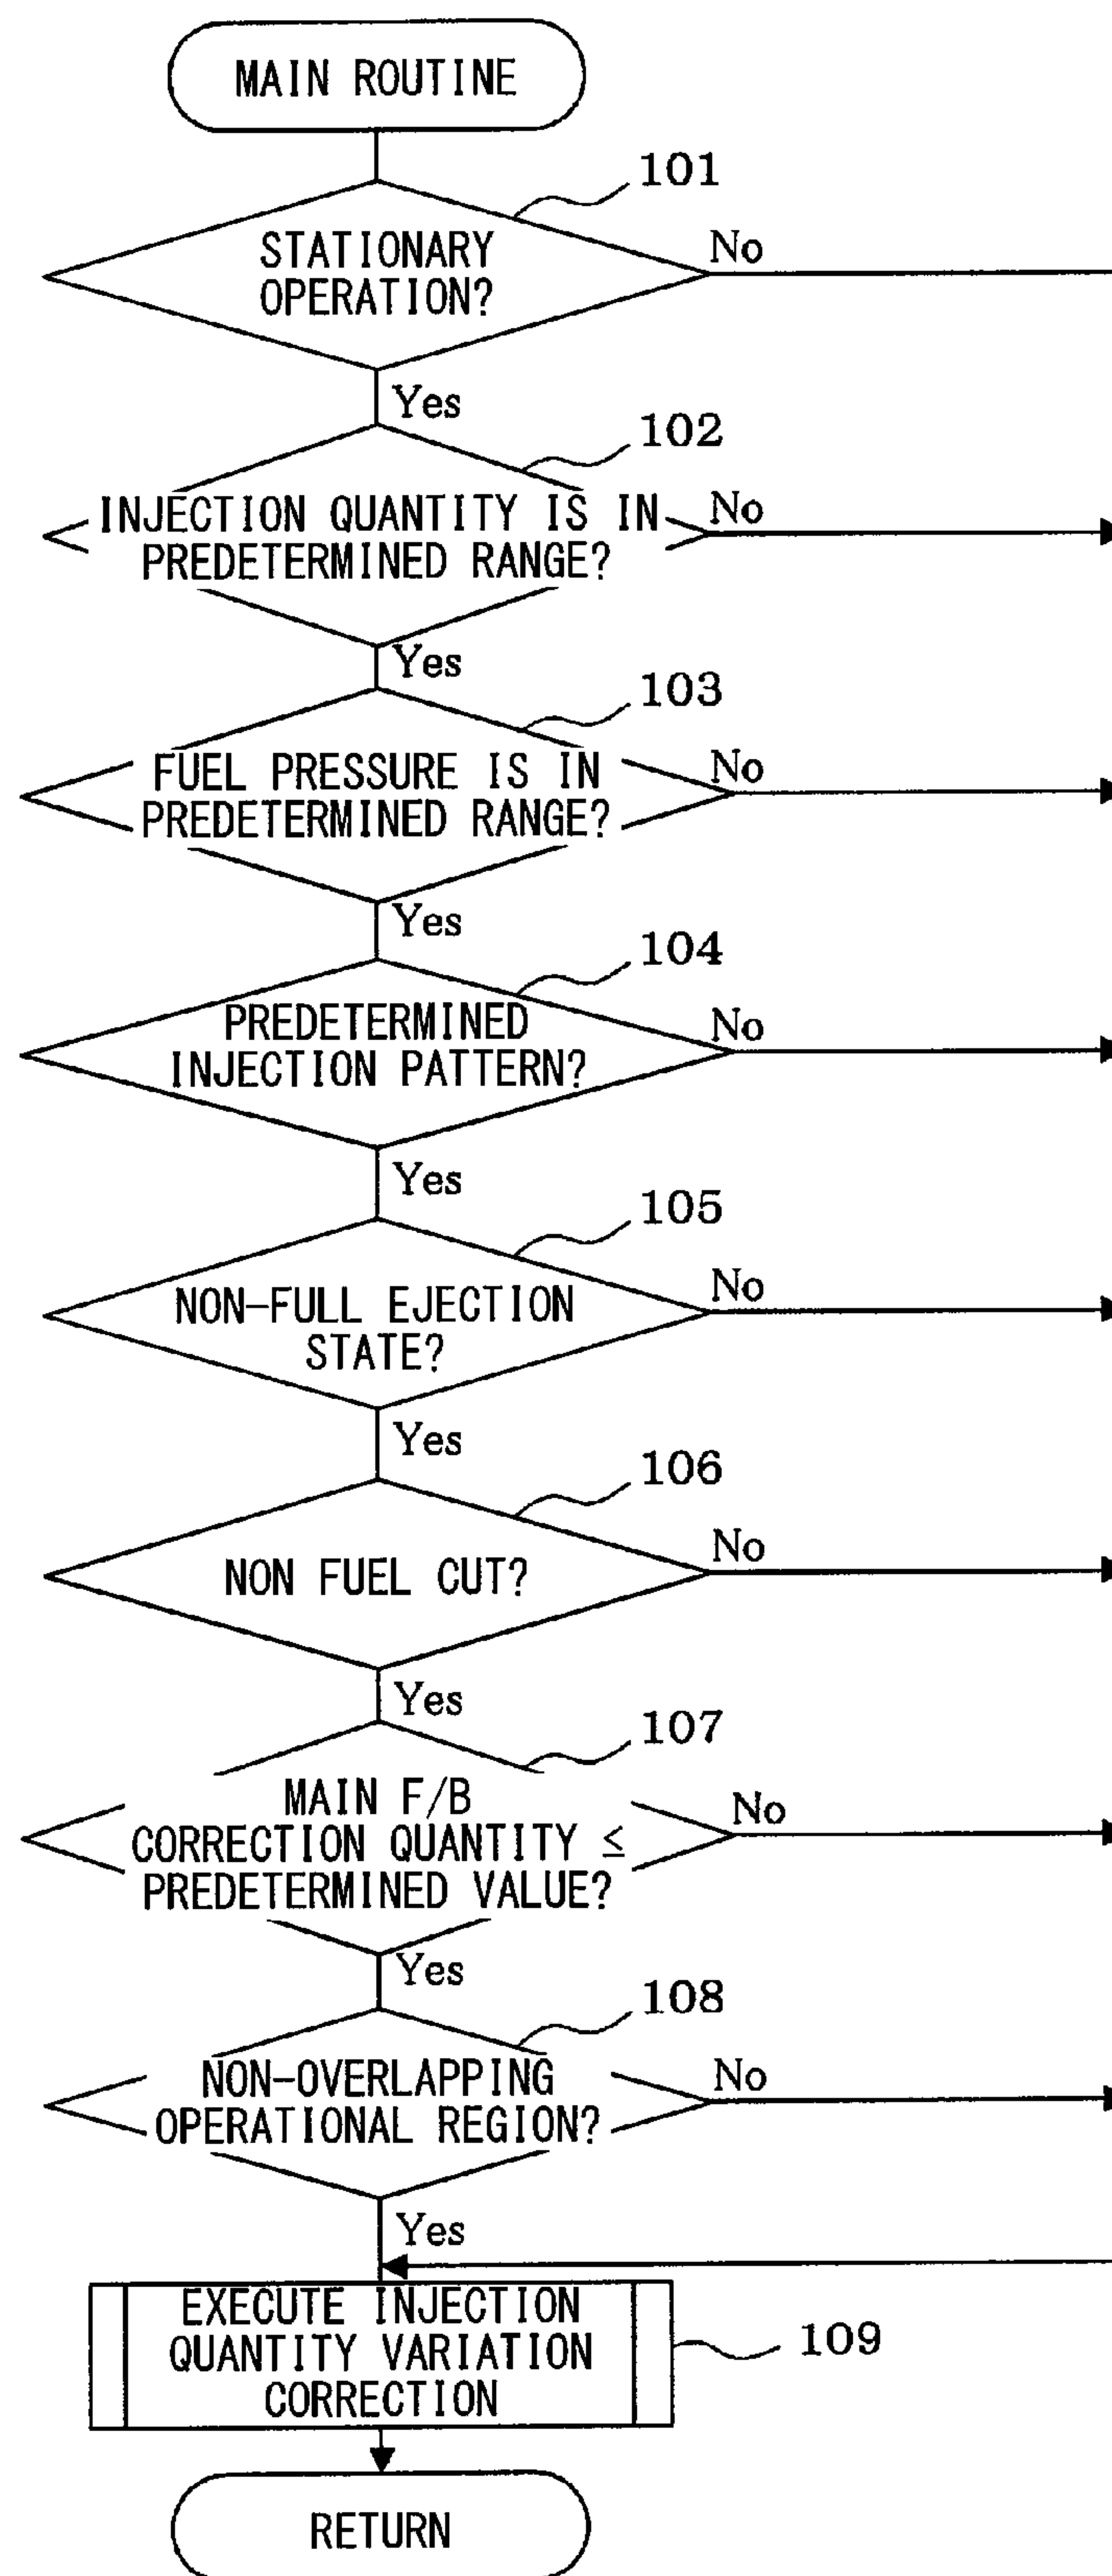 MAIN ROUTINE
101
STATIONARY
OPERATION?
No
Yes
102
INJECTION QUANTITY IS IN
PREDETERMINED RANGE?
No
Yes
103
FUEL PRESSURE IS IN
PREDETERMINED RANGE?
No
Yes
104
PREDETERMINED
INJECTION PATTERN?
No
Yes
105
NON-FULL EJECTION
STATE?
No
Yes
106
NON FUEL CUT?
No
Yes
107
MAIN F/B
CORRECTION QUANTITY ≤
PREDETERMINED VALUE?
No
Yes
108
NON-OVERLAPPING
OPERATIONAL REGION?
No
Yes
EXECUTE INJECTION
QUANTITY VARIATION
CORRECTION
109
RETURN